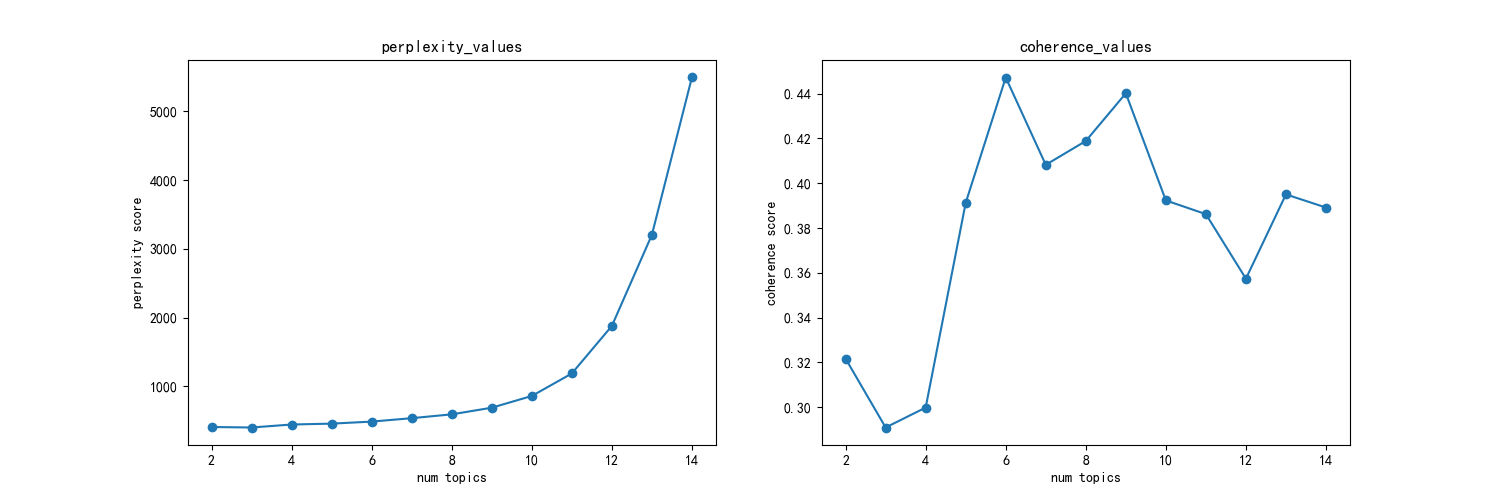 perplexity_values
5000
4000
3000
2000
1000
perplexity score
2 4 6 8 10 12 14
num topics
coherence_values
0.44
0.42
0.40
0.38
0.36
0.34
0.32
0.30
coherence score
2 4 6 8 10 12 14
num topics